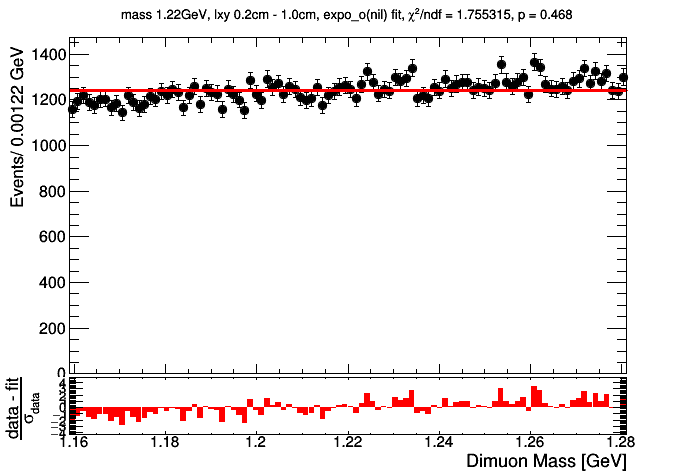 mass 1.22GeV, lxy 0.2cm - 1.0cm, expo_o(nil) fit, χ²/ndf = 1.755315, p = 0.468
Events/ 0.00122 GeV
1400
1200
1000
800
600
400
200
0
data - fit
σdata
1.16 1.18 1.2 1.22 1.24 1.26 1.28
Dimuon Mass [GeV]